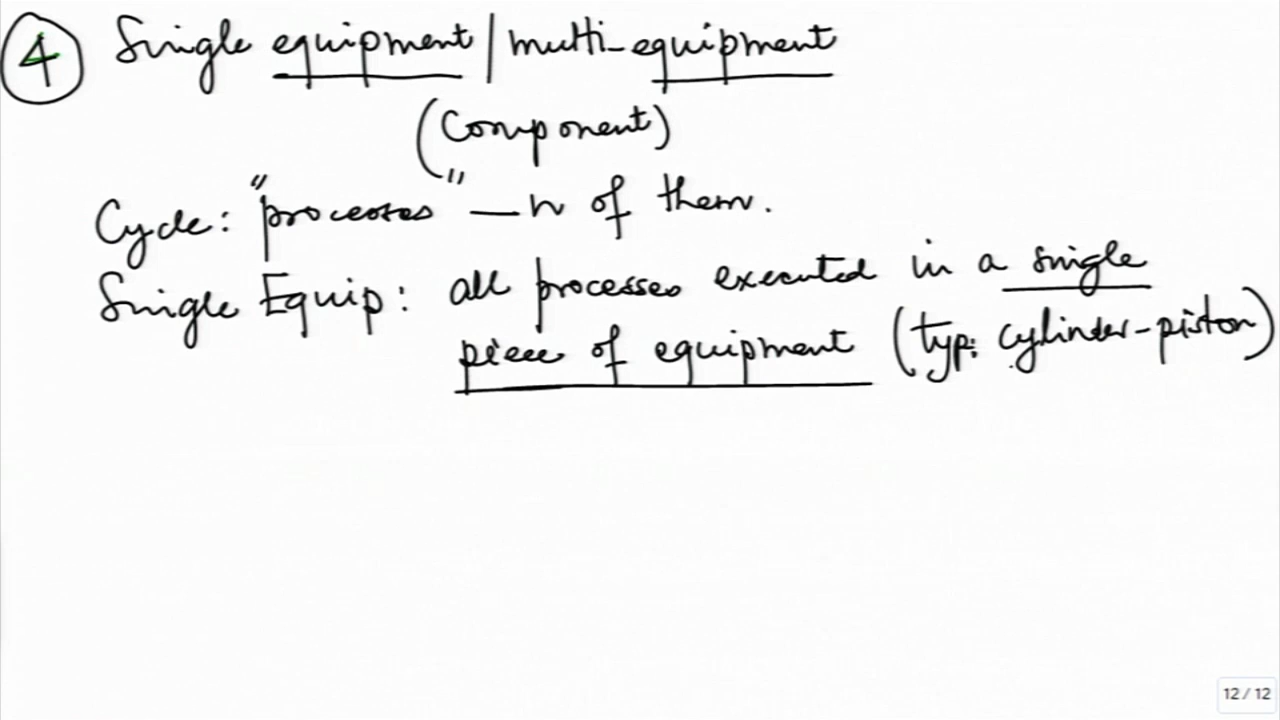 ④ Single equipment / multi-equipment
(Component)
Cycle: "processes" — n of them.
Single Equip: all processes executed in a single
piece of equipment (typ: cylinder-piston)
12 / 12